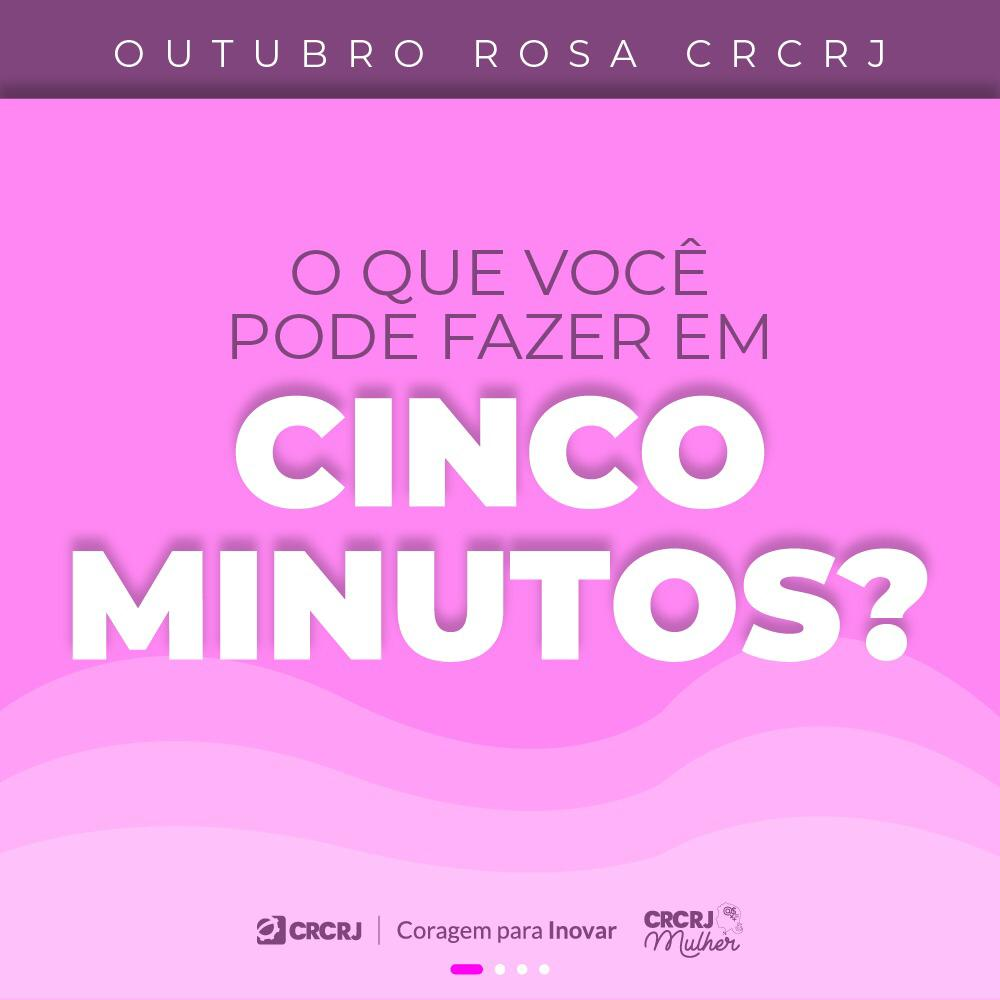 OUTUBRO ROSA CRCRJ
O QUE VOCÊ
PODE FAZER EM
CINCO
MINUTOS?
CRCRJ | Coragem para Inovar
CRCRJ
Mulher